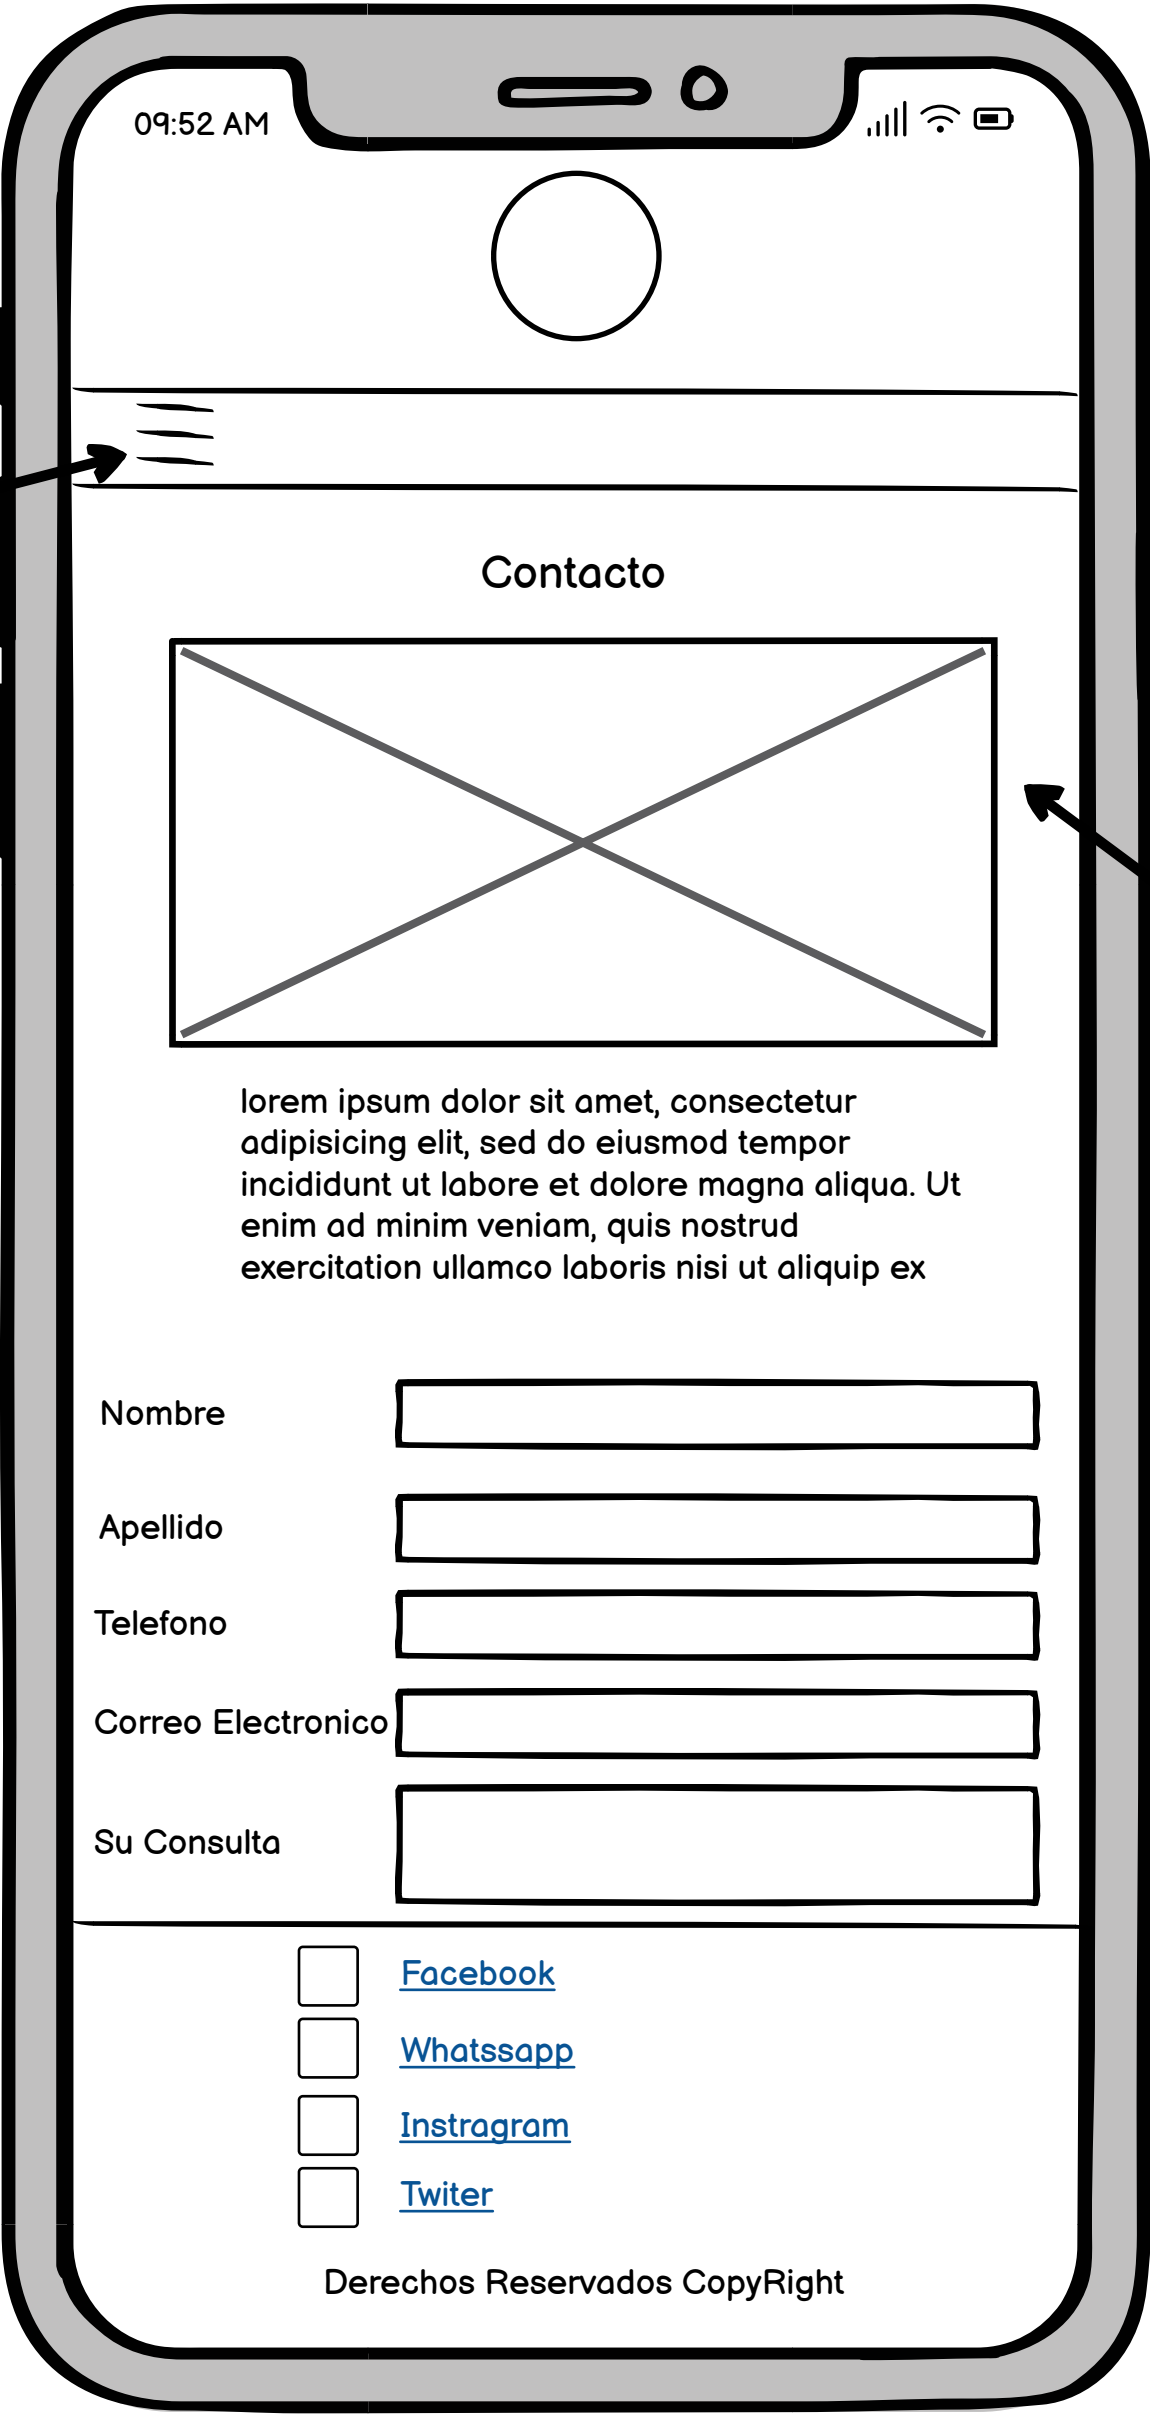 09:52 AM
Contacto
lorem ipsum dolor sit amet, consectetur
adipisicing elit, sed do eiusmod tempor
incididunt ut labore et dolore magna aliqua. Ut
enim ad minim veniam, quis nostrud
exercitation ullamco laboris nisi ut aliquip ex
Nombre
Apellido
Telefono
Correo Electronico
Su Consulta
Facebook
Whatssapp
Instragram
Twiter
Derechos Reservados CopyRight